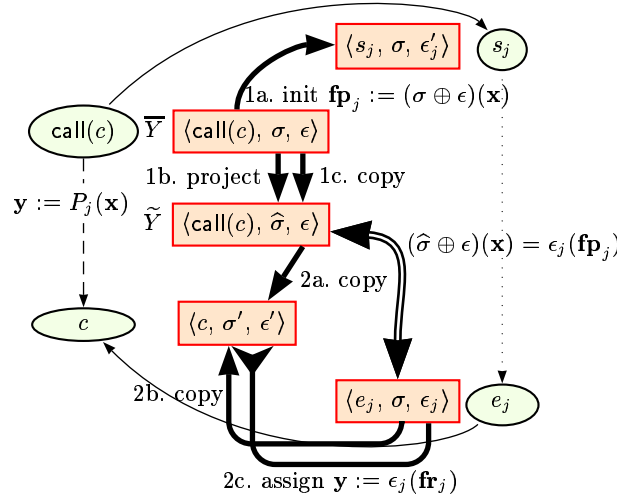 ⟨s_j, σ, ϵ′_j⟩ s_j
1a. init fp_j := (σ ⊕ ϵ)(x)
call(c) Y̅ ⟨call(c), σ, ϵ⟩
1b. project 1c. copy
y := P_j(x)
Ỹ ⟨call(c), σ̂, ϵ⟩
(σ̂ ⊕ ϵ)(x) = ϵ_j(fp_j)
2a. copy
c ⟨c, σ′, ϵ′⟩
2b. copy ⟨e_j, σ, ϵ_j⟩ e_j
2c. assign y := ϵ_j(fr_j)